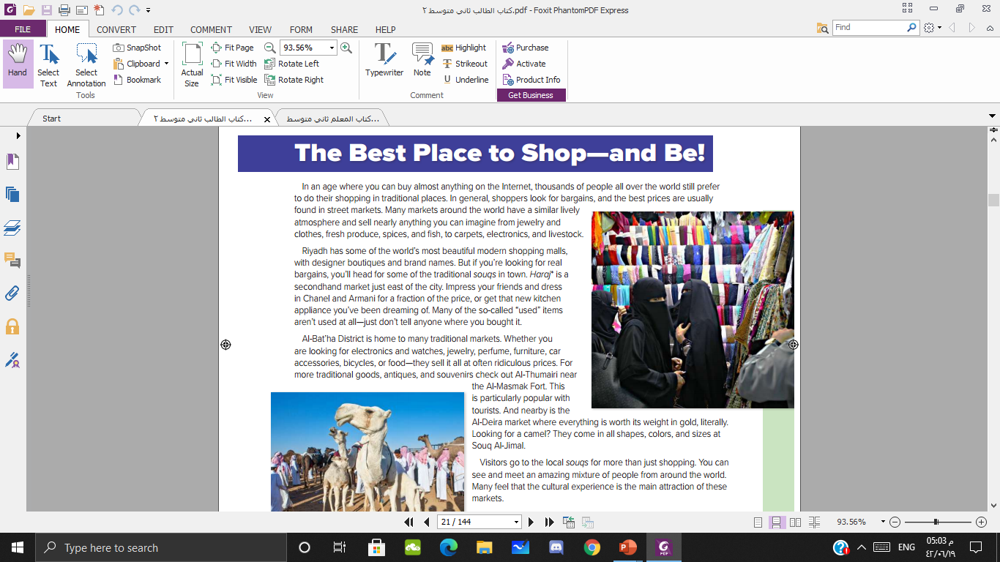 كتاب الطالب ثاني متوسط ٢.pdf - Foxit PhantomPDF Express
FILE
HOME
CONVERT
EDIT
COMMENT
VIEW
FORM
SHARE
HELP
Find
Hand
Select
Text
Select
Annotation
SnapShot
Clipboard
Bookmark
Tools
Actual
Size
Fit Page
Fit Width
Fit Visible
93.56%
Rotate Left
Rotate Right
View
Typewriter
Note
abc Highlight
T Strikeout
U Underline
Comment
Purchase
Activate
Product Info
Get Business
Start
كتاب الطالب ثاني متوسط ٢...
كتاب المعلم ثاني متوسط...
The Best Place to Shop—and Be!
In an age where you can buy almost anything on the Internet, thousands of people all over the world still prefer
to do their shopping in traditional places. In general, shoppers look for bargains, and the best prices are usually
found in street markets. Many markets around the world have a similar lively
atmosphere and sell nearly anything you can imagine from jewelry and
clothes, fresh produce, spices, and fish, to carpets, electronics, and livestock.
Riyadh has some of the world's most beautiful modern shopping malls,
with designer boutiques and brand names. But if you're looking for real
bargains, you'll head for some of the traditional souqs in town. Haraj* is a
secondhand market just east of the city. Impress your friends and dress
in Chanel and Armani for a fraction of the price, or get that new kitchen
appliance you've been dreaming of. Many of the so-called "used" items
aren't used at all—just don't tell anyone where you bought it.
Al-Bat'ha District is home to many traditional markets. Whether you
are looking for electronics and watches, jewelry, perfume, furniture, car
accessories, bicycles, or food—they sell it all at often ridiculous prices. For
more traditional goods, antiques, and souvenirs check out Al-Thumairi near
the Al-Masmak Fort. This
is particularly popular with
tourists. And nearby is the
Al-Deira market where everything is worth its weight in gold, literally.
Looking for a camel? They come in all shapes, colors, and sizes at
Souq Al-Jimal.
Visitors go to the local souqs for more than just shopping. You can
see and meet an amazing mixture of people from around the world.
Many feel that the cultural experience is the main attraction of these
markets.
21 / 144
93.56%
Type here to search
ENG
05:03 م
٤٢/٠٦/١٩